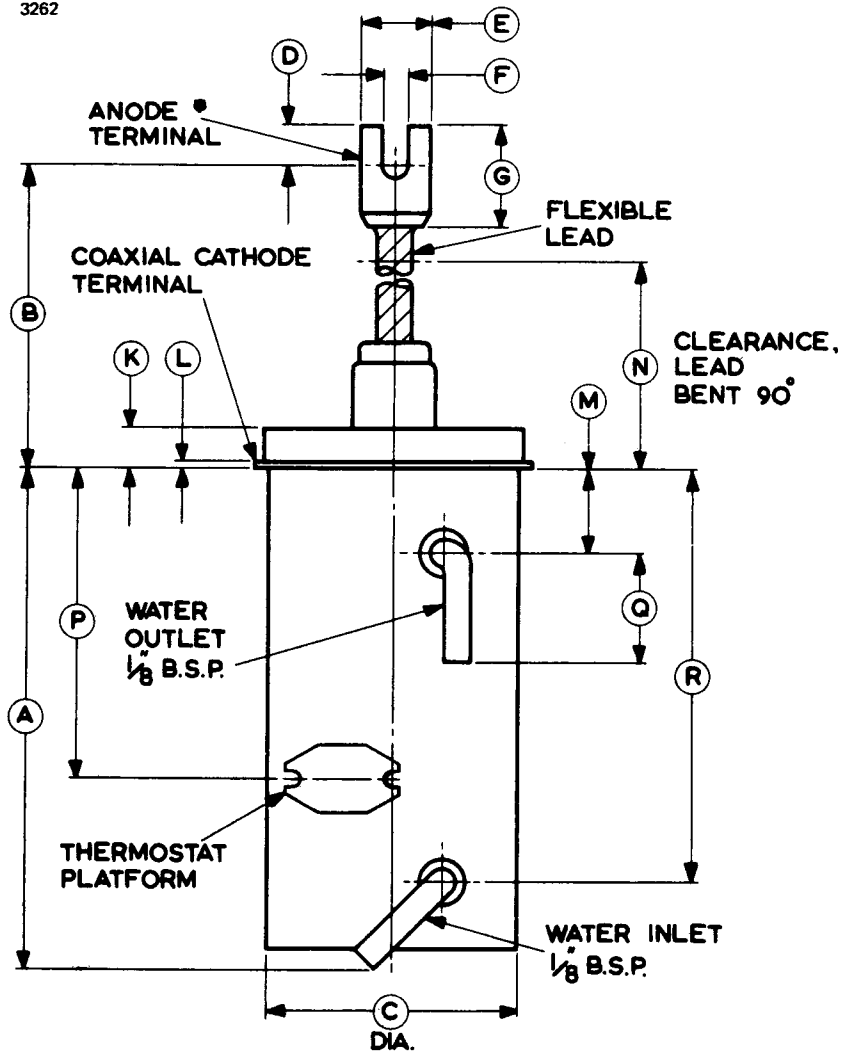 3262
E
D
F
ANODE
TERMINAL
G
FLEXIBLE
LEAD
COAXIAL CATHODE
TERMINAL
B
K
L
N
CLEARANCE,
LEAD
BENT 90°
M
P
WATER
OUTLET
1/8" B.S.P.
Q
R
A
THERMOSTAT
PLATFORM
WATER INLET
1/8" B.S.P.
C
DIA.